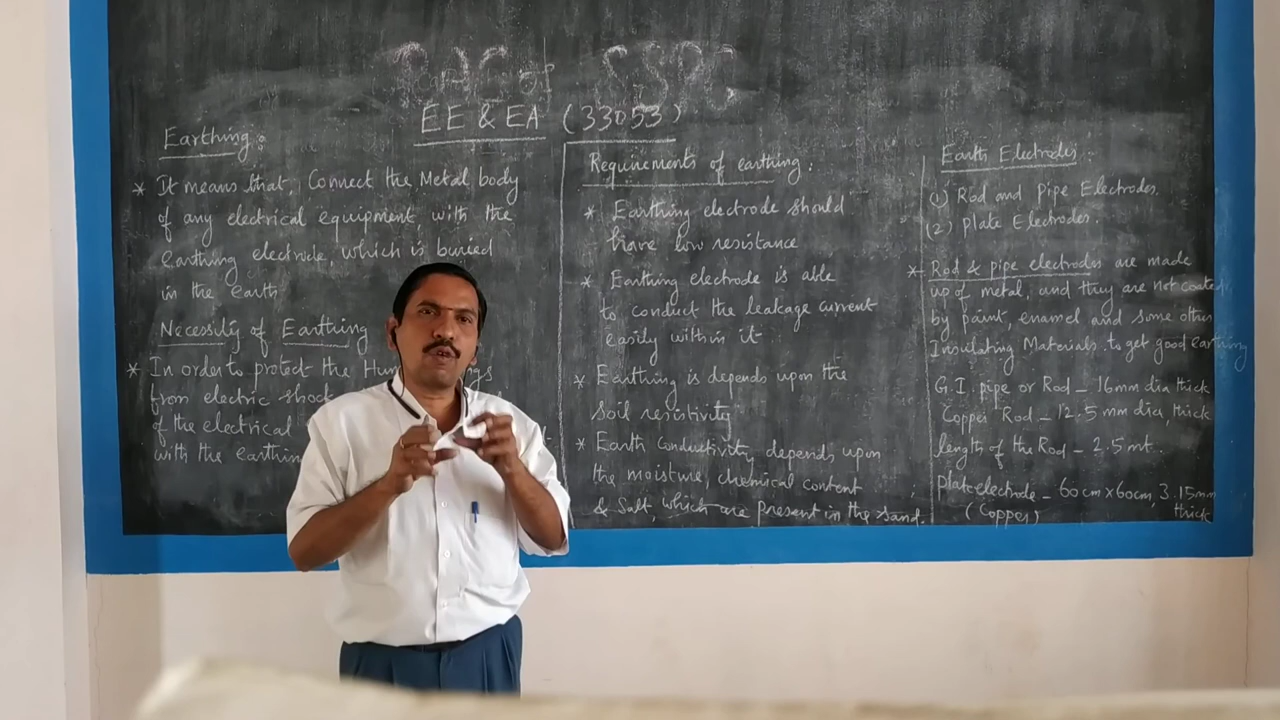 EE & EA (33053)
Earthing :
* It means that, Connect the Metal body
of any electrical equipment, with the
earthing electrode, which is buried
in the earth
Necessity of Earthing
* In order to protect the
from electric shock
of the electrical
with the
Requirements of earthing :
* Earthing electrode should
have low resistance
* Earthing electrode is able
to conduct the leakage current
easily within it
* Earthing is depends upon the
Soil resistivity
* Earth conductivity depends upon
the moisture, chemical content
& Salt, which are present in the sand.
Earth Electrodes :
(1) Rod and pipe Electrodes.
(2) Plate Electrodes.
* Rod & pipe electrodes are made
up of metal, and they are not coated
by paint, enamel and some other
Insulating Materials. to get good earthing
G.I. pipe or Rod - 16mm dia thick
Copper Rod - 12.5 mm dia, thick
length of the Rod - 2.5 mt.
plate electrode - 60cm x 60cm, 3.15mm
(Copper) thick